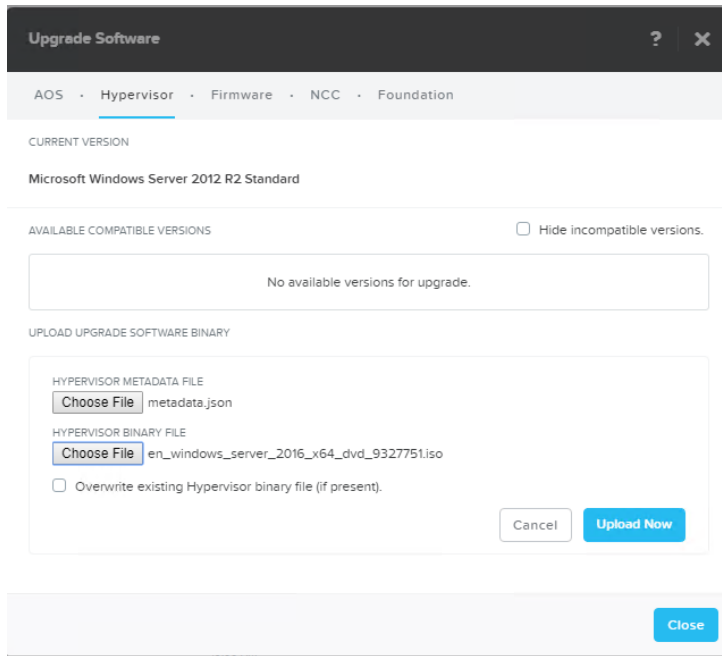 Upgrade Software ? ×
AOS · Hypervisor · Firmware · NCC · Foundation
CURRENT VERSION
Microsoft Windows Server 2012 R2 Standard
AVAILABLE COMPATIBLE VERSIONS Hide incompatible versions.
No available versions for upgrade.
UPLOAD UPGRADE SOFTWARE BINARY
HYPERVISOR METADATA FILE
Choose File metadata.json
HYPERVISOR BINARY FILE
Choose File en_windows_server_2016_x64_dvd_9327751.iso
Overwrite existing Hypervisor binary file (if present).
Cancel Upload Now
Close